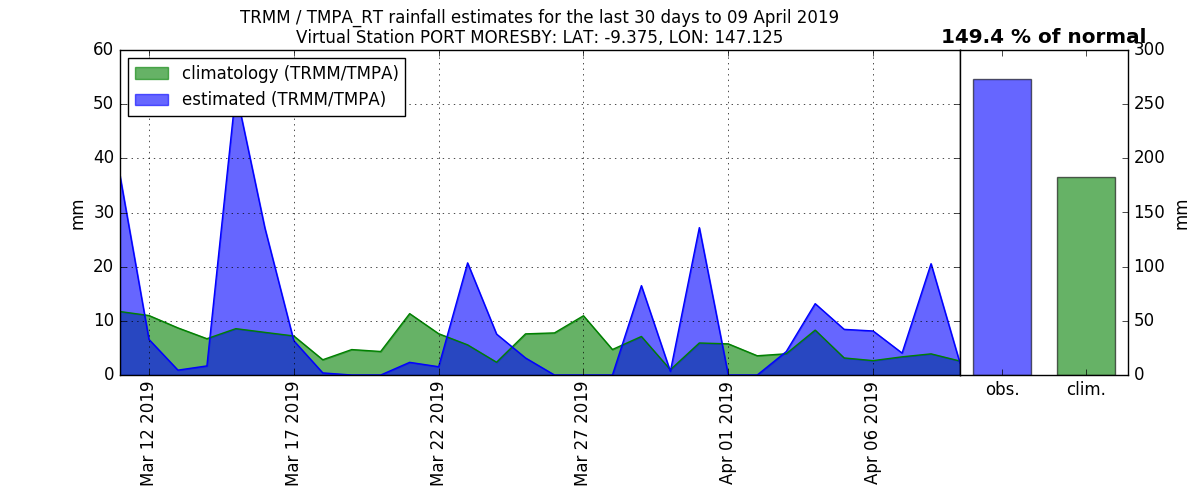 TRMM / TMPA_RT rainfall estimates for the last 30 days to 09 April 2019
Virtual Station PORT MORESBY: LAT: -9.375, LON: 147.125
149.4 % of normal
climatology (TRMM/TMPA)
estimated (TRMM/TMPA)
60
50
40
30
20
10
0
mm
Mar 12 2019
Mar 17 2019
Mar 22 2019
Mar 27 2019
Apr 01 2019
Apr 06 2019
300
250
200
150
100
50
0
mm
obs.
clim.